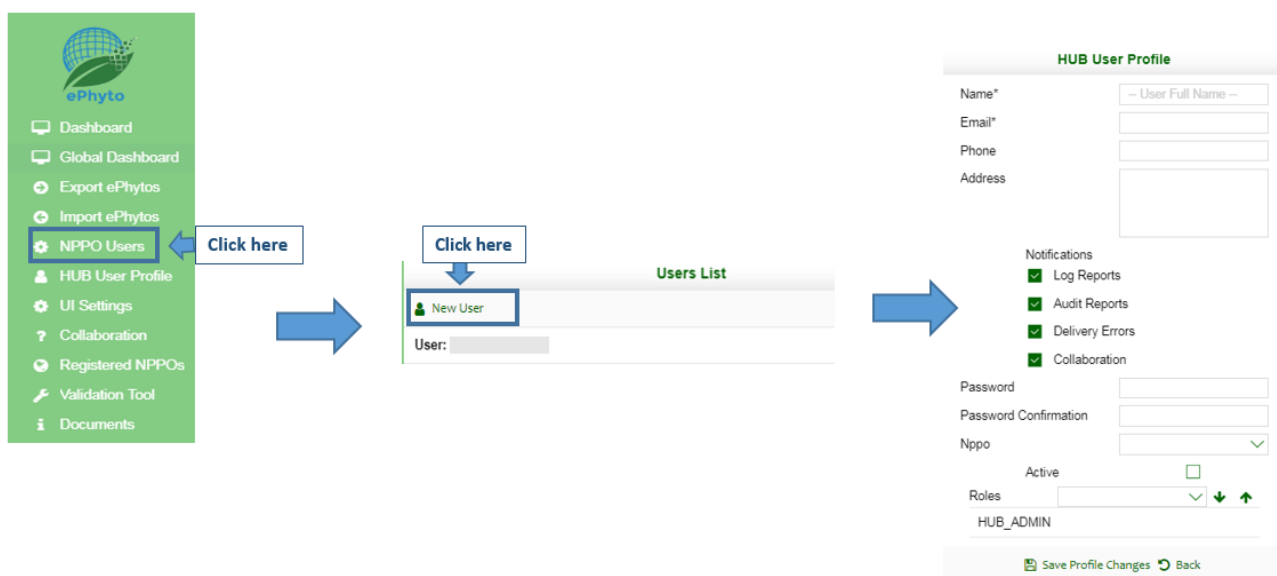 ePhyto
Dashboard
Global Dashboard
Export ePhytos
Import ePhytos
NPPO Users
HUB User Profile
UI Settings
Collaboration
Registered NPPOs
Validation Tool
Documents
Click here
Click here
Users List
New User
User:
HUB User Profile
Name* -- User Full Name --
Email*
Phone
Address
Notifications
Log Reports
Audit Reports
Delivery Errors
Collaboration
Password
Password Confirmation
Nppo
Active
Roles
HUB_ADMIN
Save Profile Changes Back